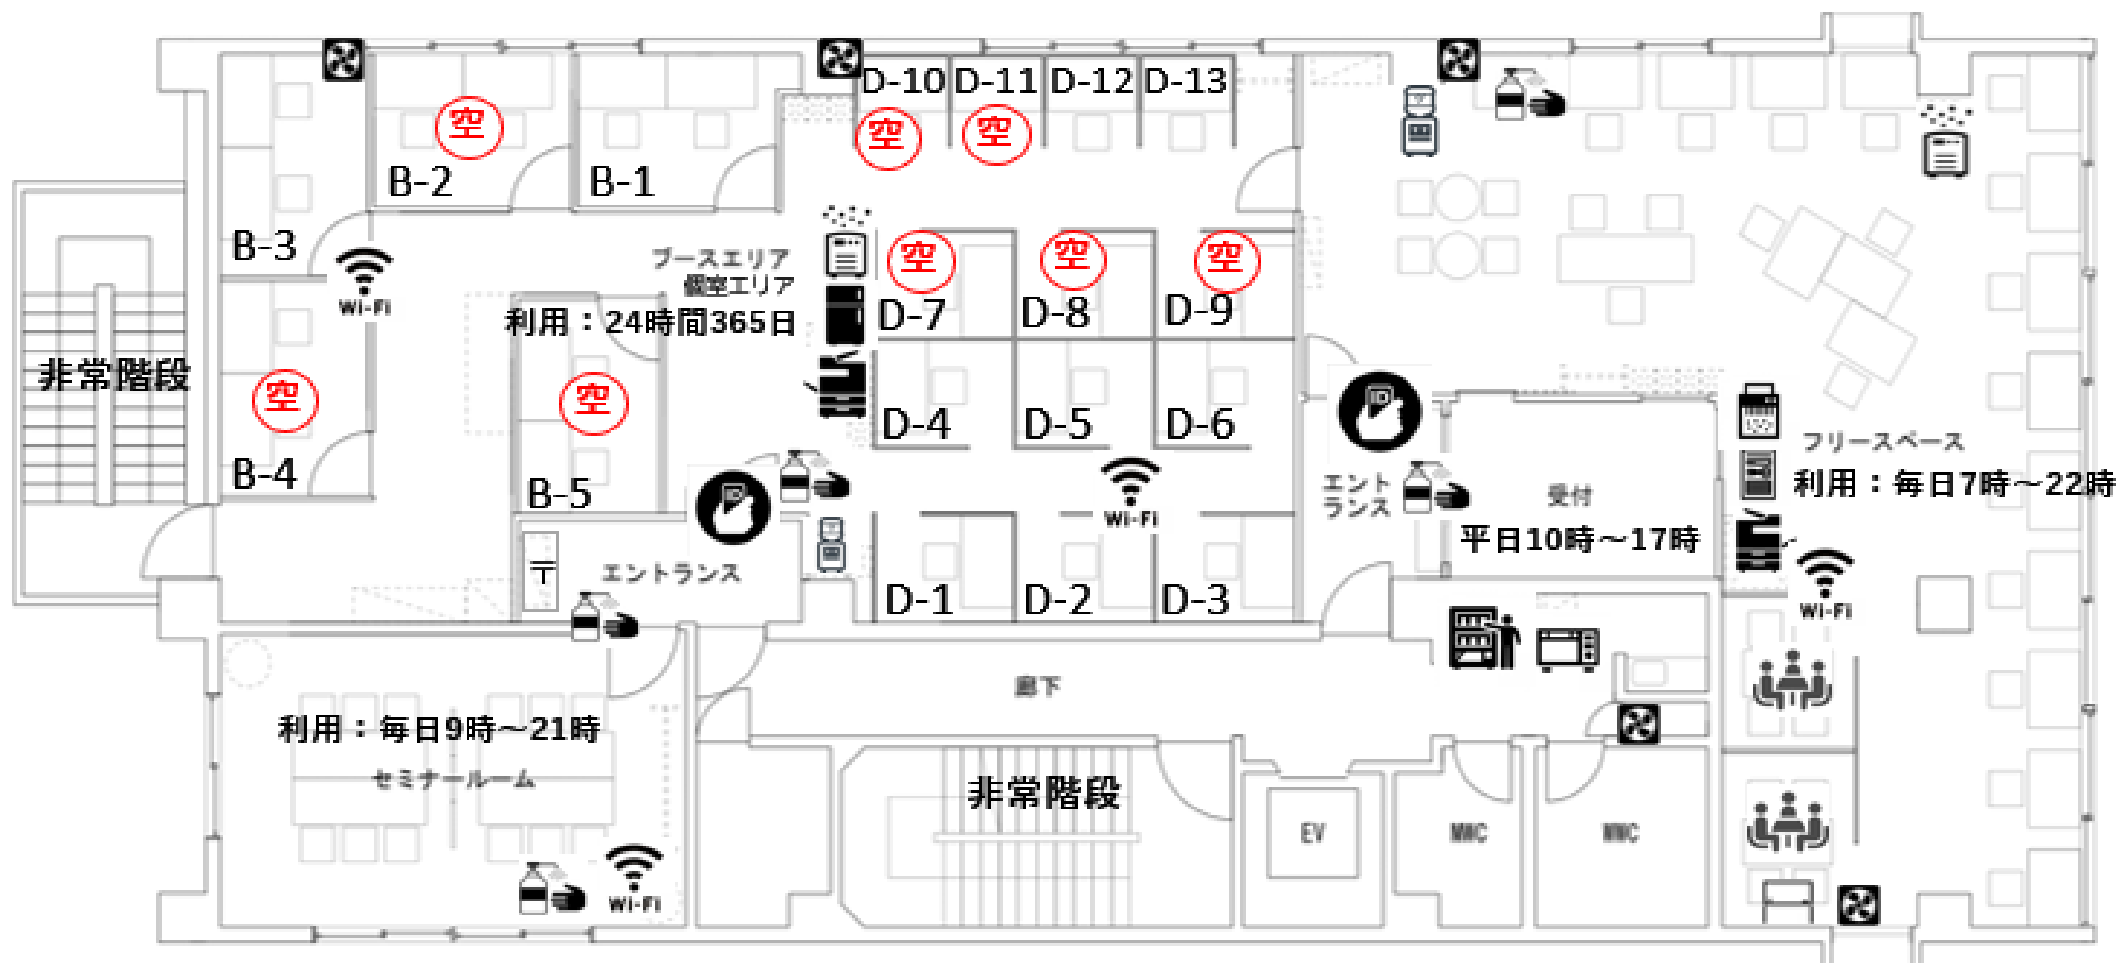 D-10
D-11
D-12
D-13
空
空
空
B-2
B-1
B-3
Wi-Fi
ブースエリア
個室エリア
利用：24時間365日
空
空
空
D-7
D-8
D-9
非常階段
空
空
B-4
B-5
D-4
D-5
D-6
Wi-Fi
エント
ランス
受付
平日10時～17時
フリースペース
利用：毎日7時～22時
Wi-Fi
〒
エントランス
D-1
D-2
D-3
廊下
利用：毎日9時～21時
セミナールーム
Wi-Fi
非常階段
EV